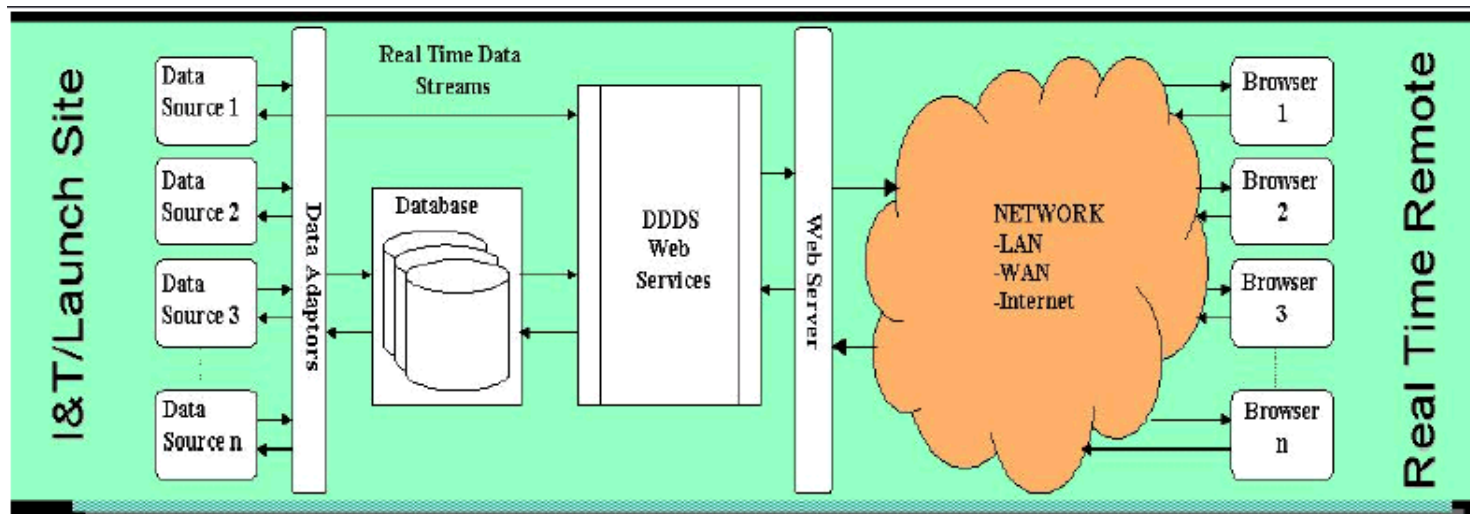 I&T/Launch Site
Data
Source 1
Data
Source 2
Data
Source 3
Data
Source n
Data Adaptors
Real Time Data
Streams
Database
DDDS
Web
Services
Web Server
NETWORK
-LAN
-WAN
-Internet
Browser
1
Browser
2
Browser
3
Browser
n
Real Time Remote